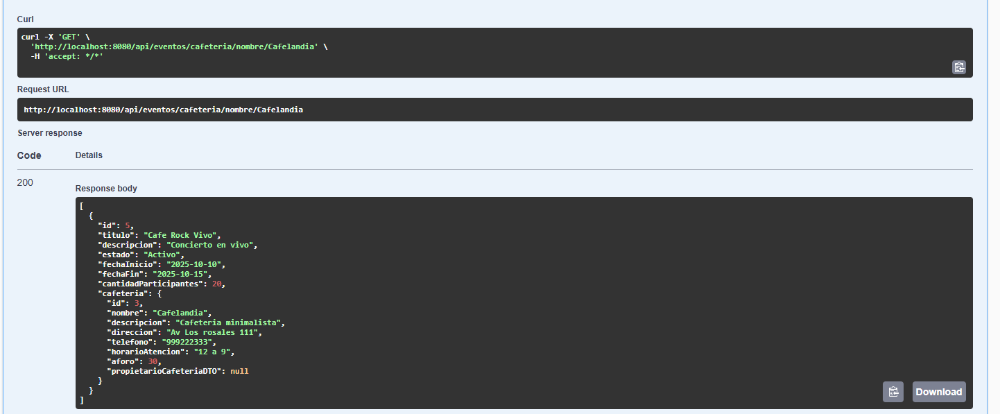 Curl
curl -X 'GET' \
  'http://localhost:8080/api/eventos/cafeteria/nombre/Cafelandia' \
  -H 'accept: */*'
Request URL
http://localhost:8080/api/eventos/cafeteria/nombre/Cafelandia
Server response
Code Details
200
Response body
[
  {
    "id": 5,
    "titulo": "Cafe Rock Vivo",
    "descripcion": "Concierto en vivo",
    "estado": "Activo",
    "fechaInicio": "2025-10-10",
    "fechaFin": "2025-10-15",
    "cantidadParticipantes": 20,
    "cafeteria": {
      "id": 3,
      "nombre": "Cafelandia",
      "descripcion": "Cafeteria minimalista",
      "direccion": "Av Los rosales 111",
      "telefono": "999222333",
      "horarioAtencion": "12 a 9",
      "aforo": 30,
      "propietarioCafeteriaDTO": null
    }
  }
]
Download